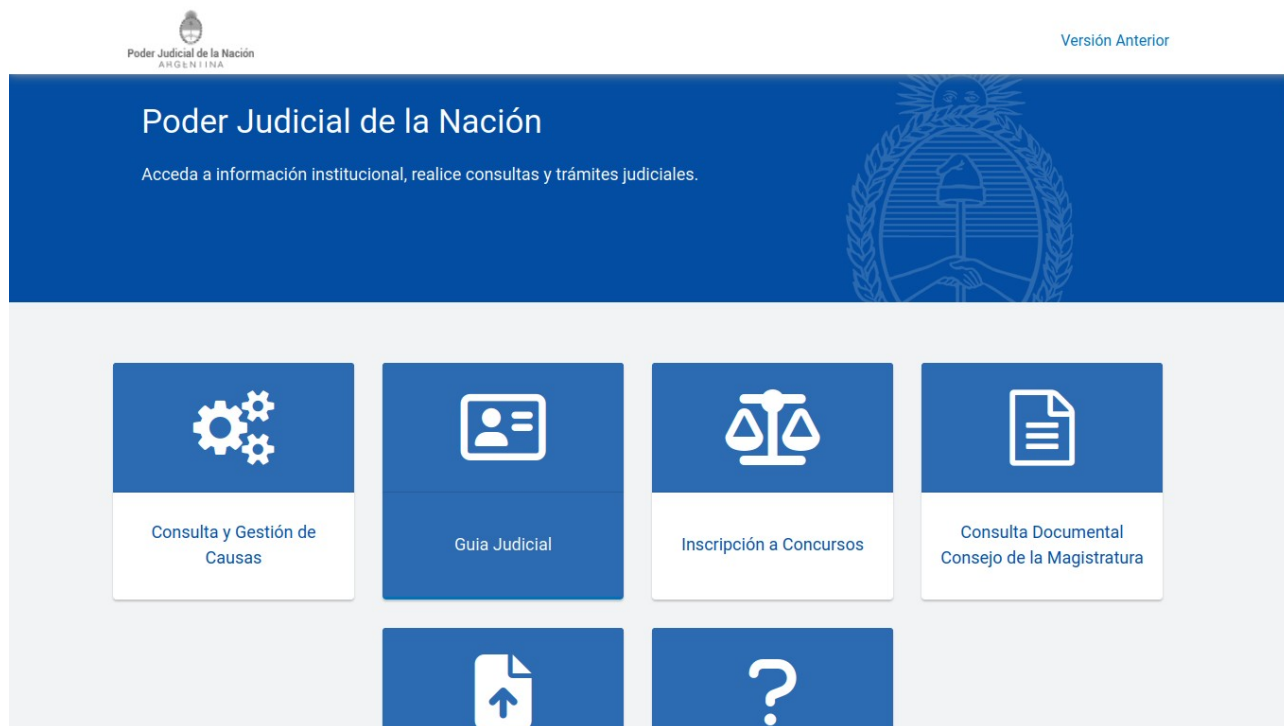 Poder Judicial de la Nación
ARGENTINA
Versión Anterior
Poder Judicial de la Nación
Acceda a información institucional, realice consultas y trámites judiciales.
Consulta y Gestión de
Causas
Guia Judicial
Inscripción a Concursos
Consulta Documental
Consejo de la Magistratura